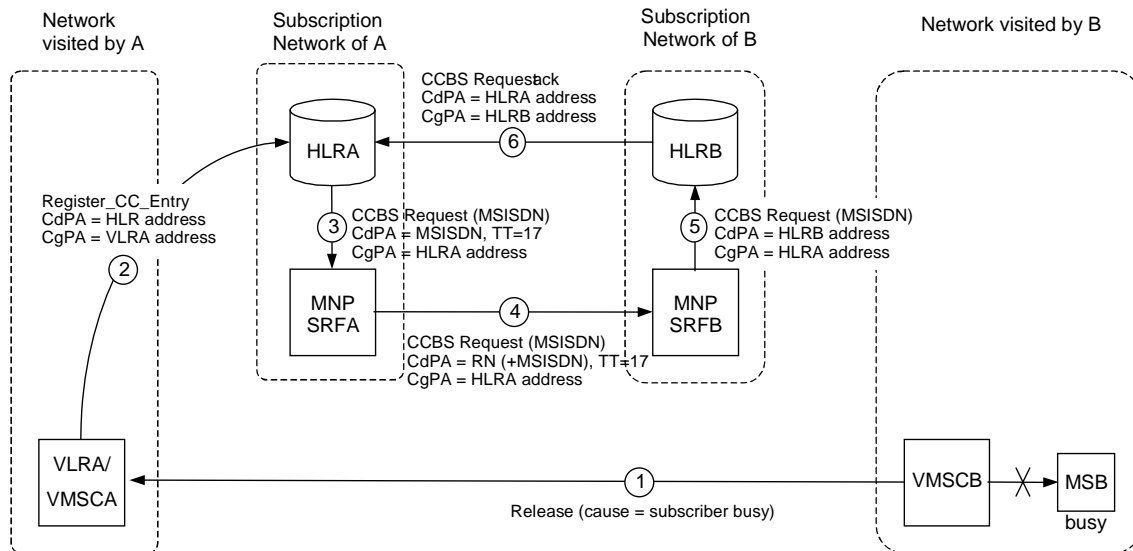 Network
visited by A
Subscription
Network of A
Subscription
Network of B
Network visited by B
CCBS Request ack
CdPA = HLRA address
CgPA = HLRB address
6
HLRA
HLRB
Register_CC_Entry
CdPA = HLR address
CgPA = VLRA address
2
3
CCBS Request (MSISDN)
CdPA = MSISDN, TT=17
CgPA = HLRA address
5
CCBS Request (MSISDN)
CdPA = HLRB address
CgPA = HLRA address
MNP
SRFA
4
MNP
SRFB
CCBS Request (MSISDN)
CdPA = RN (+MSISDN), TT=17
CgPA = HLRA address
VLRA/
VMSCA
1
Release (cause = subscriber busy)
VMSCB
MSB
busy